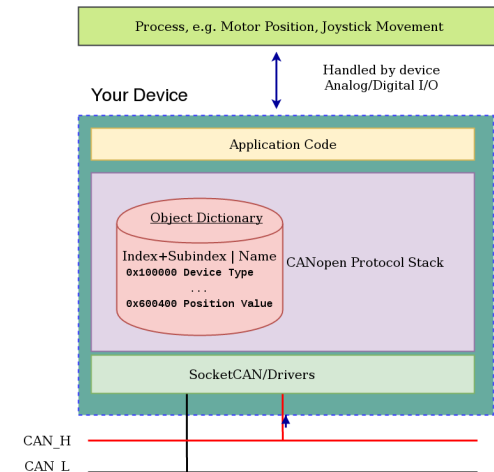 Process, e.g. Motor Position, Joystick Movement
Handled by device
Analog/Digital I/O
Your Device
Application Code
Object Dictionary
Index+Subindex | Name
0x100000 Device Type
...
0x600400 Position Value
CANopen Protocol Stack
SocketCAN/Drivers
CAN_H
CAN_L